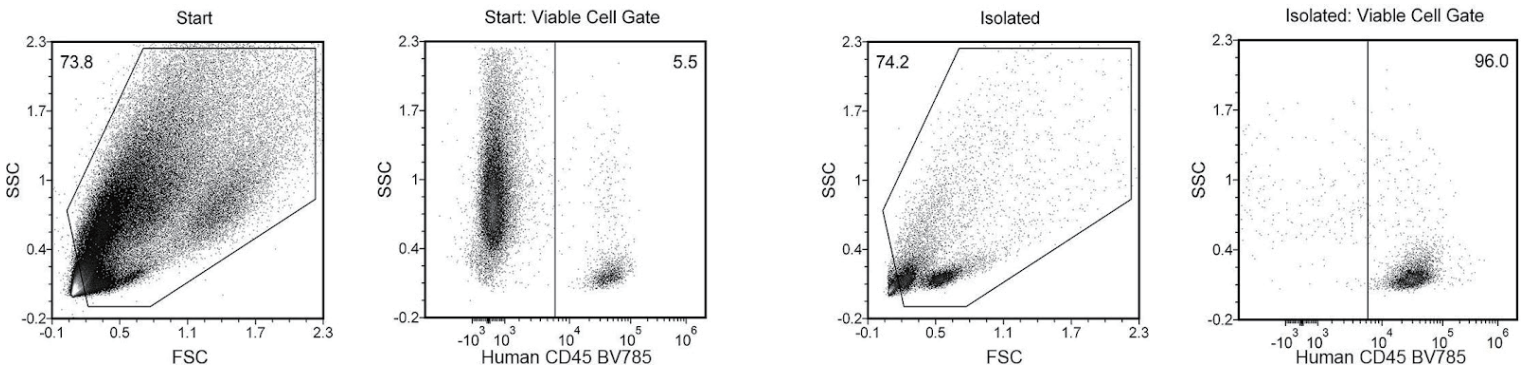 Start
73.8
SSC
2.3
1.7
1
0.4
-0.2
-0.1 0.5 1.1 1.7 2.3
FSC
Start: Viable Cell Gate
5.5
SSC
2.3
1.7
1
0.4
-0.2
-10³ 10³ 10⁴ 10⁵ 10⁶
Human CD45 BV785
Isolated
74.2
SSC
2.3
1.7
1
0.4
-0.2
-0.1 0.5 1.1 1.7 2.3
FSC
Isolated: Viable Cell Gate
96.0
SSC
2.3
1.7
1
0.4
-0.2
-10³ 10³ 10⁴ 10⁵ 10⁶
Human CD45 BV785